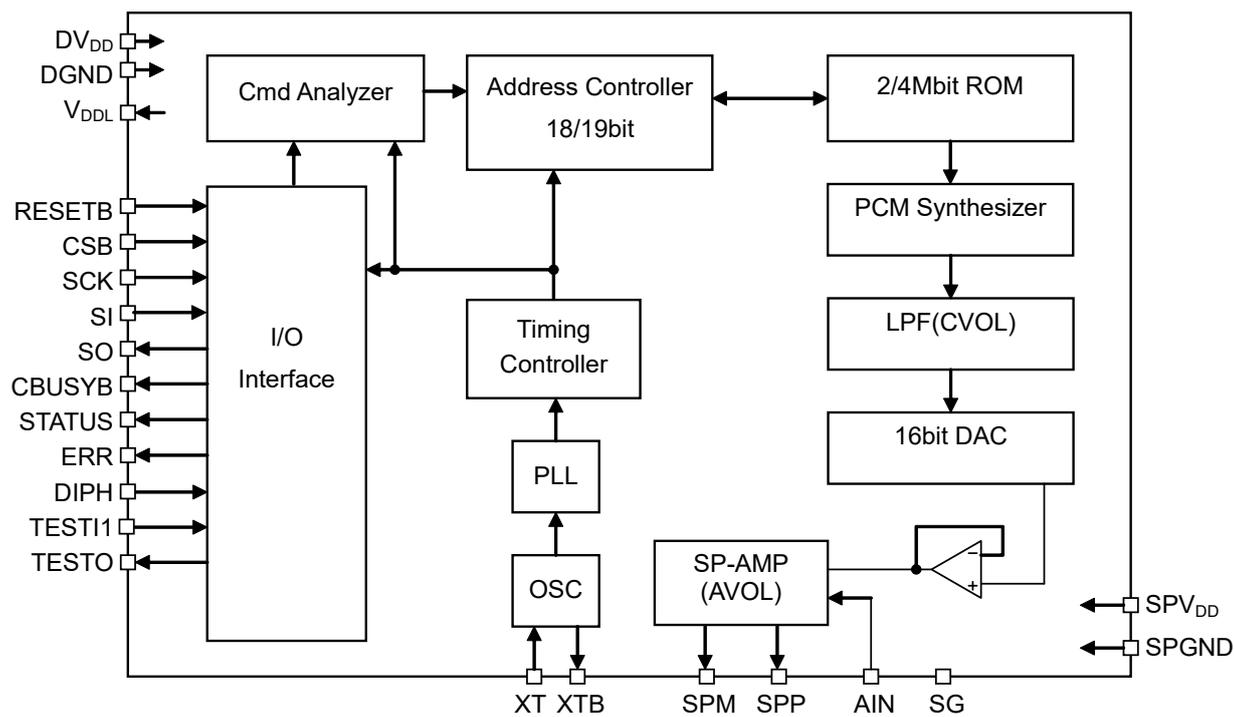 DVDD
DGND
VDDL
Cmd Analyzer
Address Controller
18/19bit
2/4Mbit ROM
PCM Synthesizer
LPF(CVOL)
16bit DAC
RESETB
CSB
SCK
SI
SO
CBUSYB
STATUS
ERR
DIPH
TESTI1
TESTO
I/O
Interface
Timing
Controller
PLL
OSC
SP-AMP
(AVOL)
−
+
SPVDD
SPGND
XT
XTB
SPM
SPP
AIN
SG